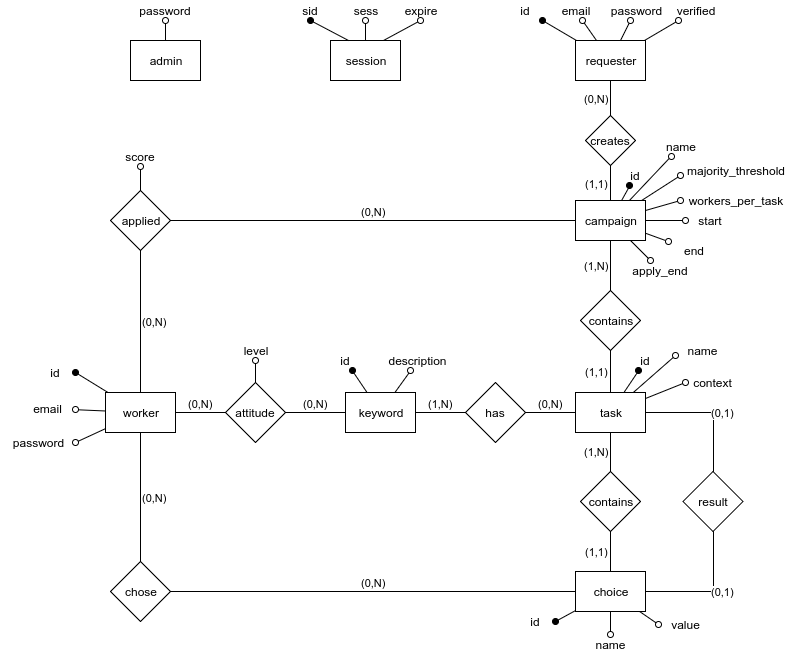 password
sid
sess
expire
id
email
password
verified
admin
session
requester
(0,N)
creates
name
score
id
majority_threshold
(1,1)
workers_per_task
applied
(0,N)
campaign
start
end
(1,N)
apply_end
(0,N)
contains
level
id
description
id
name
id
(1,1)
context
email
worker
(0,N)
attitude
(0,N)
keyword
(1,N)
has
(0,N)
task
(0,1)
password
(1,N)
(0,N)
contains
result
(1,1)
chose
(0,N)
choice
(0,1)
id
value
name